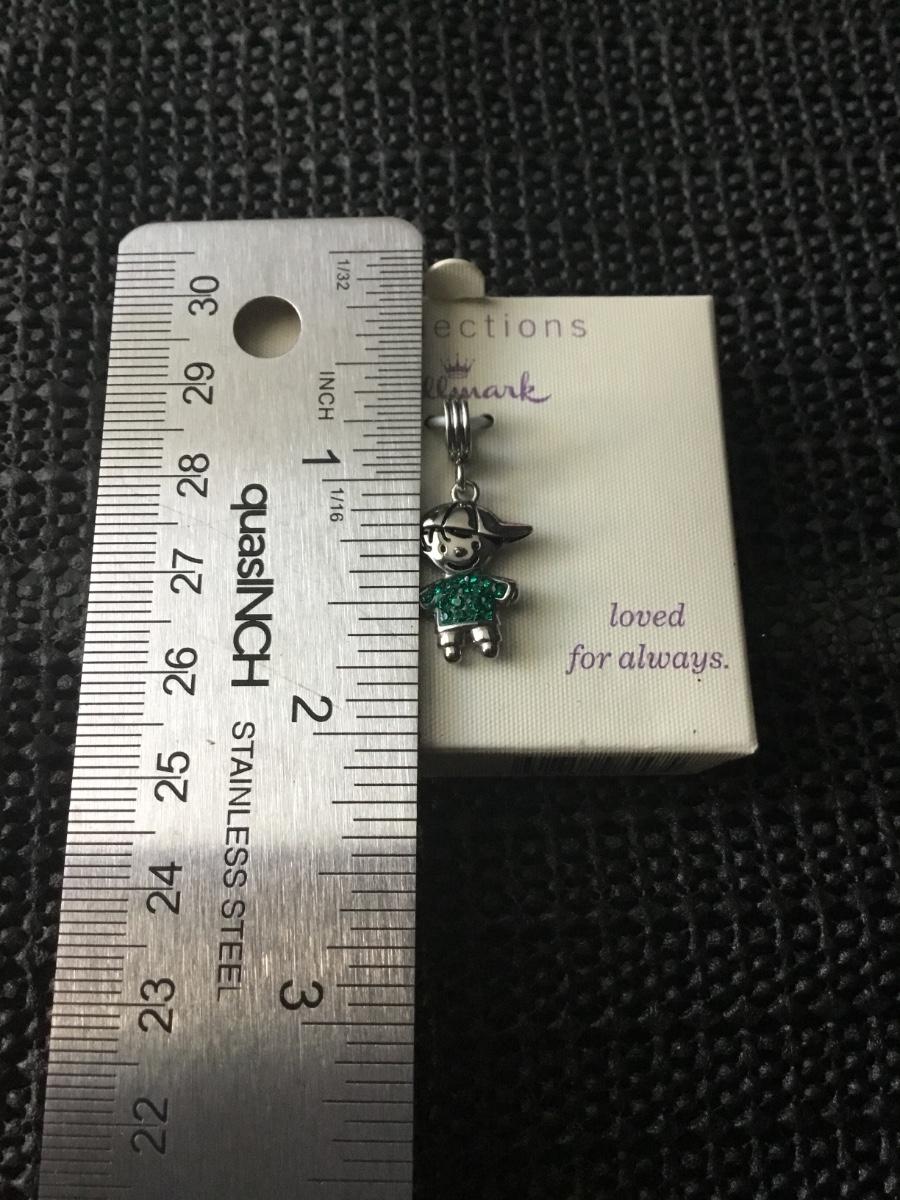 1/32
INCH
1
1/16
2
3
30
29
28
27
26
25
24
23
22
quasINCH STAINLESS STEEL
ections
llmark
loved
for always.